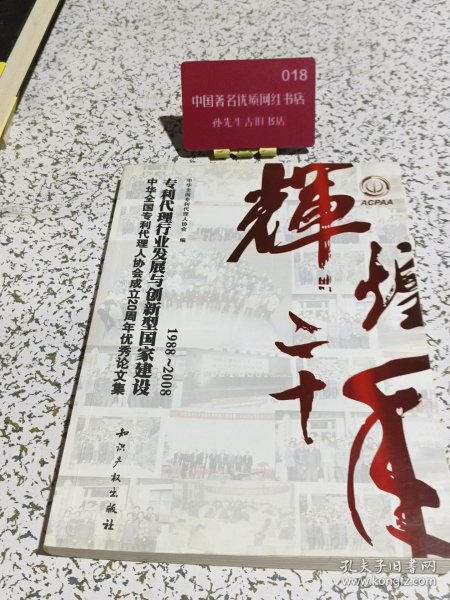 018
中国著名优质网红书店
孙先生古旧书店
ACPAA
輝煌二十年
中华全国专利代理人协会 编
1988~2008
专利代理行业发展与创新型国家建设
中华全国专利代理人协会成立20周年优秀论文集
知识产权出版社
孔夫子旧书网
www.kongfz.com